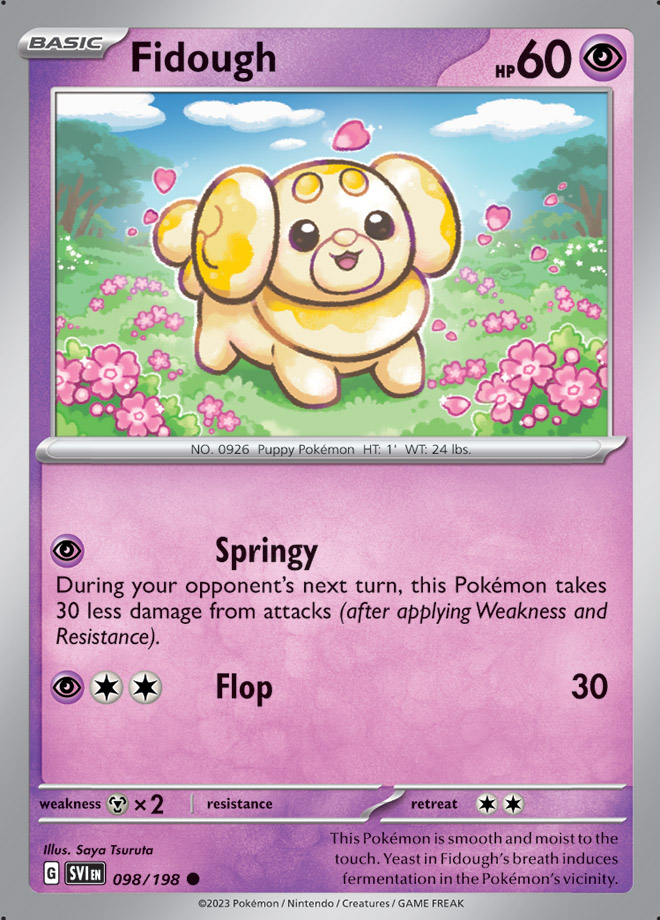 BASIC Fidough HP60
NO. 0926 Puppy Pokémon HT: 1' WT: 24 lbs.
Springy
During your opponent's next turn, this Pokémon takes
30 less damage from attacks (after applying Weakness and
Resistance).
Flop 30
weakness ×2 resistance retreat
Illus. Saya Tsuruta
This Pokémon is smooth and moist to the
touch. Yeast in Fidough's breath induces
fermentation in the Pokémon's vicinity.
G SVI EN 098/198
©2023 Pokémon / Nintendo / Creatures / GAME FREAK